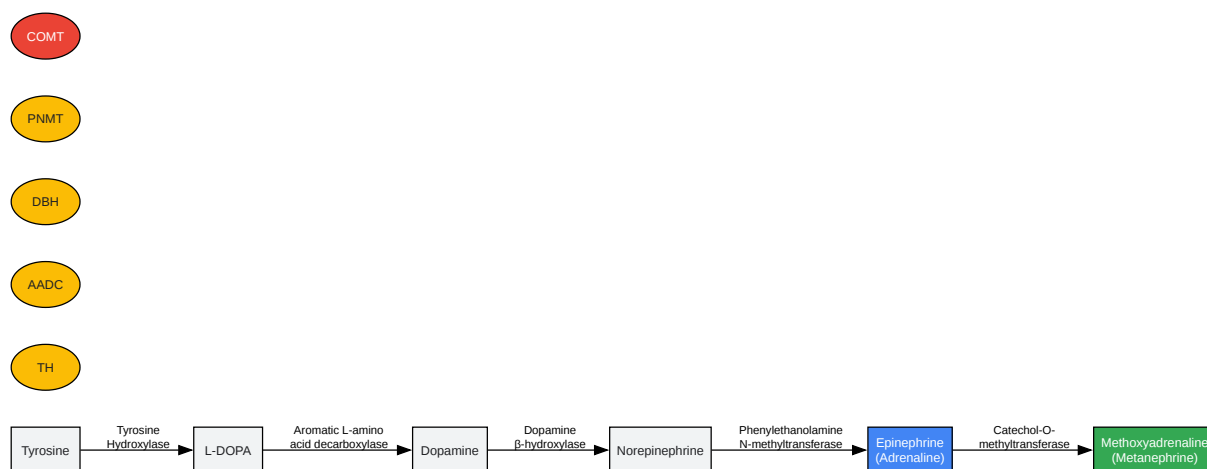 COMT
PNMT
DBH
AADC
TH
Tyrosine
Tyrosine
Hydroxylase
L-DOPA
Aromatic L-amino
acid decarboxylase
Dopamine
Dopamine
β-hydroxylase
Norepinephrine
Phenylethanolamine
N-methyltransferase
Epinephrine
(Adrenaline)
Catechol-O-
methyltransferase
Methoxyadrenaline
(Metanephrine)